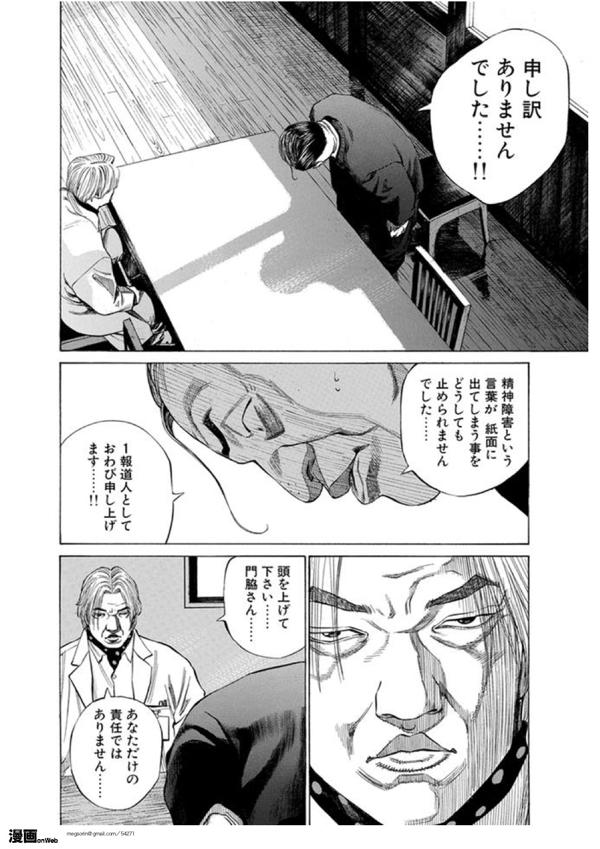 申し訳
ありません
でした……!!
精神障害という
言葉が 紙面に
出てしまう事を
どうしても
止められません
でした……
1報道人として
おわび申し上げ
ます……!!
頭を上げて
下さい……
門脇さん……
あなただけの
責任では
ありません……
漫画onWeb
megaorin@gmail.com/54271